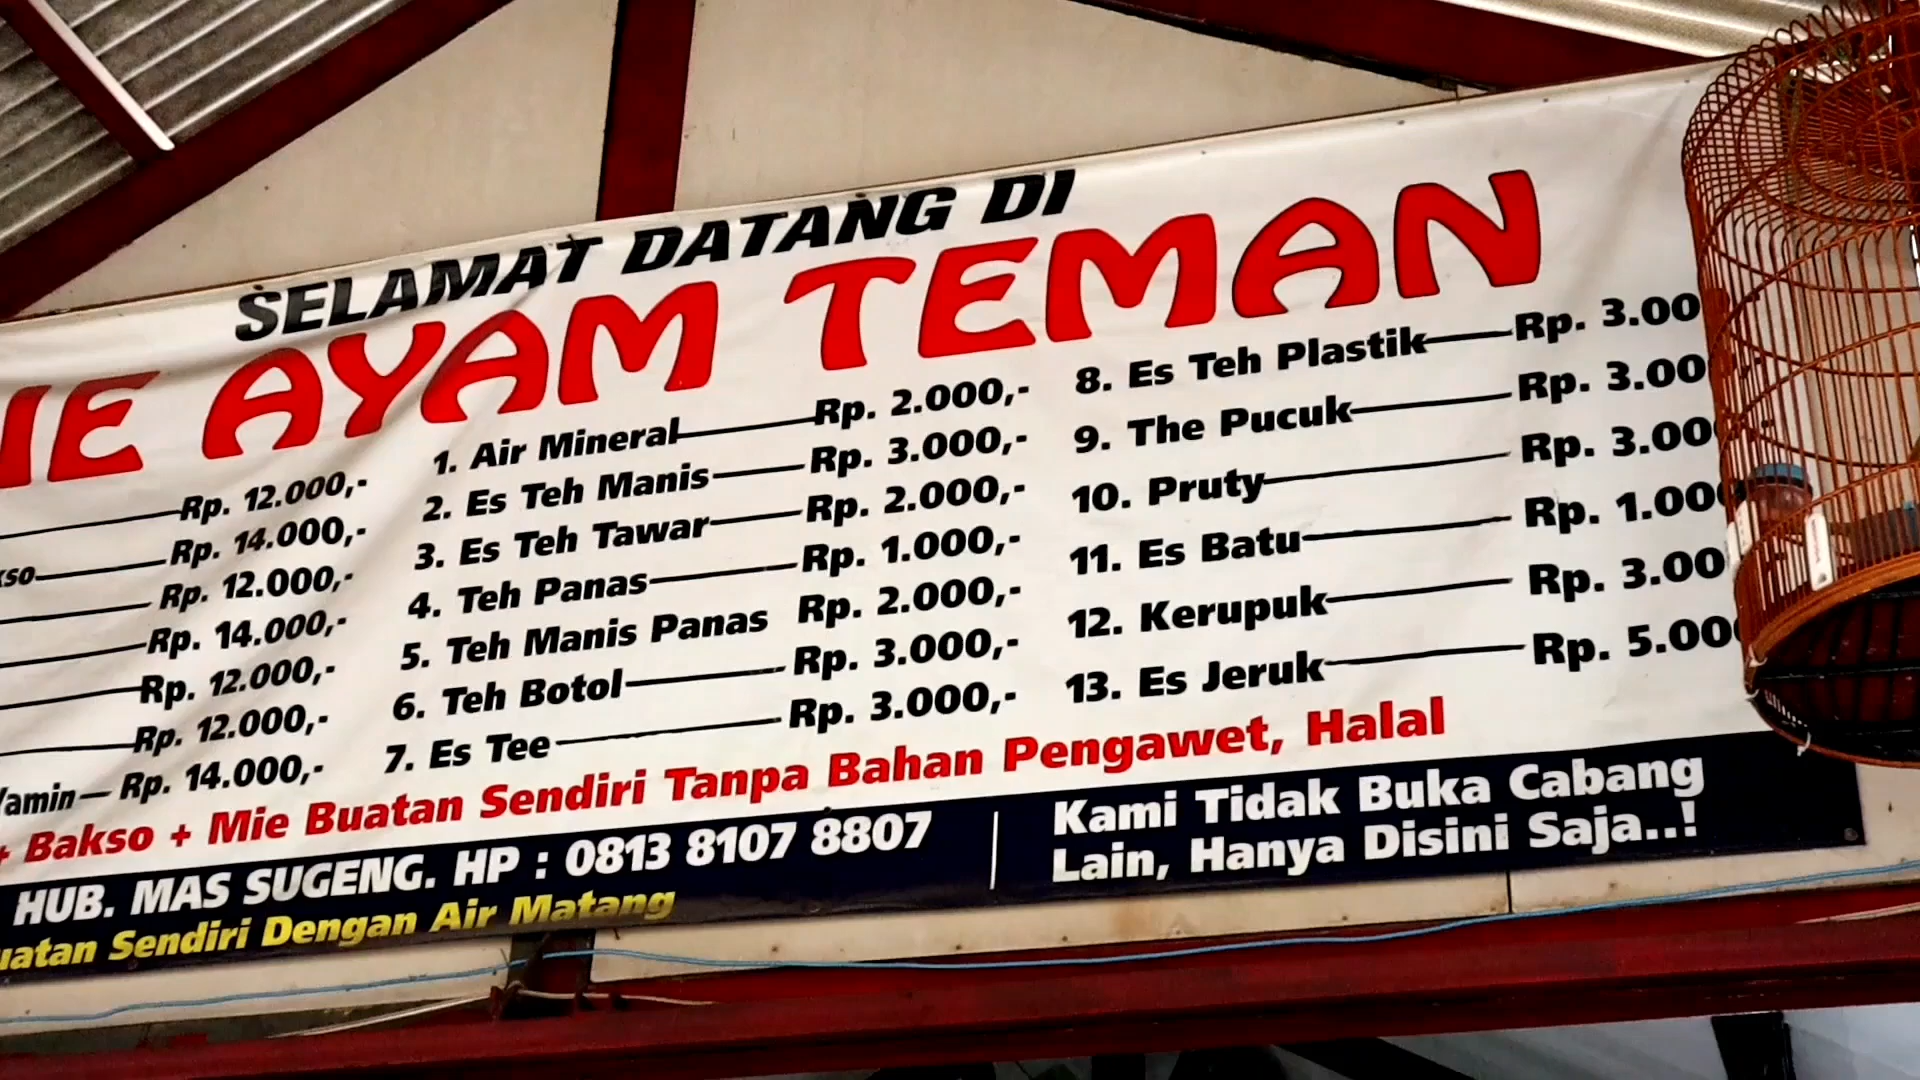 SELAMAT DATANG DI
IE AYAM TEMAN
Rp. 12.000,-
Rp. 14.000,-
Rp. 12.000,-
Rp. 14.000,-
Rp. 12.000,-
Rp. 12.000,-
amin Rp. 14.000,-
1. Air Mineral Rp. 2.000,-
2. Es Teh Manis Rp. 3.000,-
3. Es Teh Tawar Rp. 2.000,-
4. Teh Panas Rp. 1.000,-
5. Teh Manis Panas Rp. 2.000,-
6. Teh Botol Rp. 3.000,-
7. Es Tee Rp. 3.000,-
8. Es Teh Plastik Rp. 3.00
9. The Pucuk Rp. 3.00
10. Pruty Rp. 3.00
11. Es Batu Rp. 1.000
12. Kerupuk Rp. 3.00
13. Es Jeruk Rp. 5.000
+ Bakso + Mie Buatan Sendiri Tanpa Bahan Pengawet, Halal
HUB. MAS SUGENG. HP : 0813 8107 8807
uatan Sendiri Dengan Air Matang
Kami Tidak Buka Cabang
Lain, Hanya Disini Saja..!